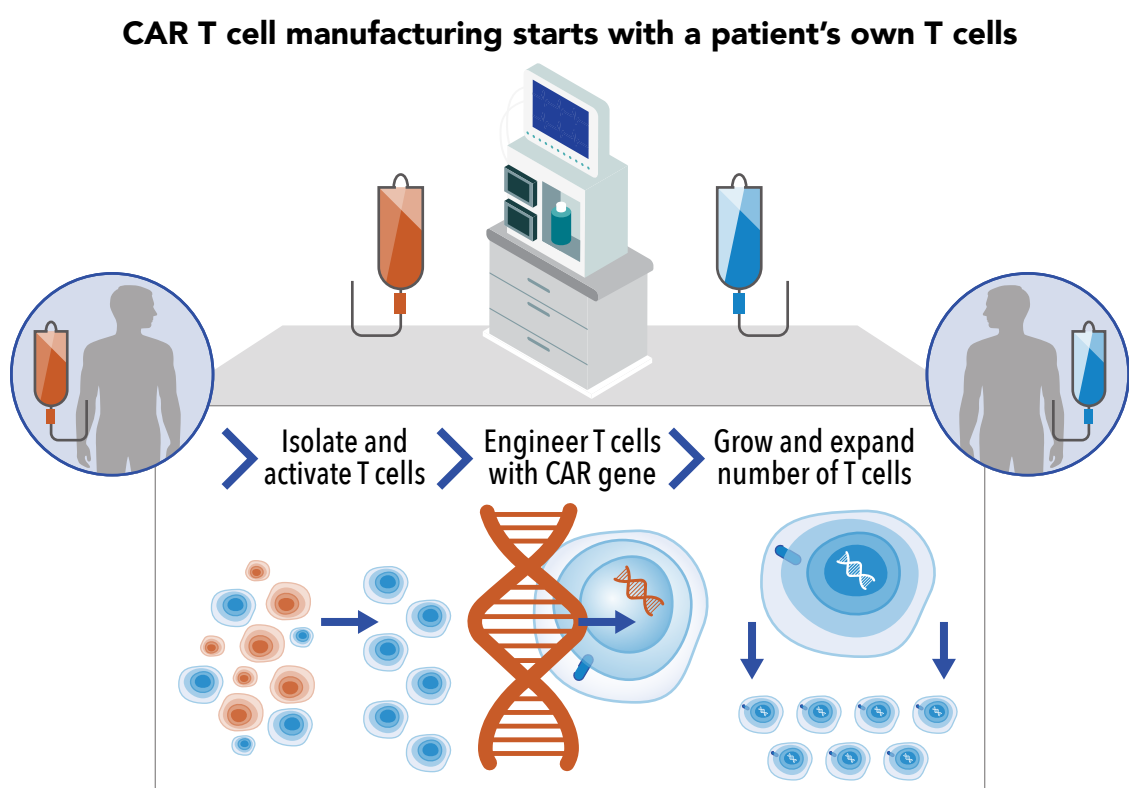 CAR T cell manufacturing starts with a patient’s own T cells
Isolate and
activate T cells
Engineer T cells
with CAR gene
Grow and expand
number of T cells